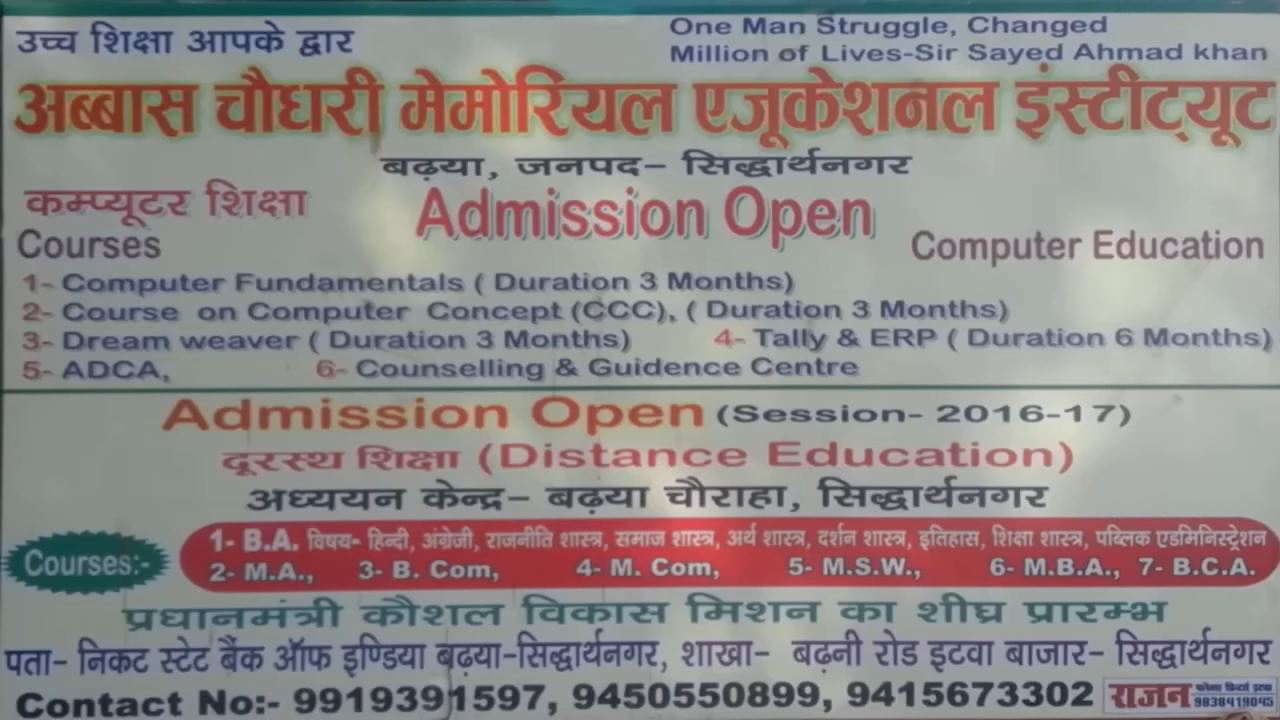 उच्च शिक्षा आपके द्वार
One Man Struggle, Changed
Million of Lives-Sir Sayed Ahmad khan
अब्बास चौधरी मेमोरियल एजूकेशनल इंस्टीट्यूट
बढ़या, जनपद– सिद्धार्थनगर
कम्प्यूटर शिक्षा
Admission Open
Courses
Computer Education
1- Computer Fundamentals ( Duration 3 Months)
2- Course on Computer Concept (CCC), ( Duration 3 Months)
3- Dream weaver ( Duration 3 Months) 4- Tally & ERP ( Duration 6 Months)
5- ADCA, 6- Counselling & Guidence Centre
Admission Open (Session- 2016-17)
दूरस्थ शिक्षा (Distance Education)
अध्ययन केन्द्र– बढ़या चौराहा, सिद्धार्थनगर
Courses:-
1- B.A. विषय- हिन्दी, अंग्रेजी, राजनीति शास्त्र, समाज शास्त्र, अर्थ शास्त्र, दर्शन शास्त्र, इतिहास, शिक्षा शास्त्र, पब्लिक एडमिनिस्ट्रेशन
2- M.A., 3- B. Com, 4- M. Com, 5- M.S.W., 6- M.B.A., 7- B.C.A.
प्रधानमंत्री कौशल विकास मिशन का शीघ्र प्रारम्भ
पता- निकट स्टेट बैंक ऑफ इण्डिया बढ़या-सिद्धार्थनगर, शाखा- बढ़नी रोड इटवा बाजार- सिद्धार्थनगर
Contact No:- 9919391597, 9450550899, 9415673302
राजन
9838419045